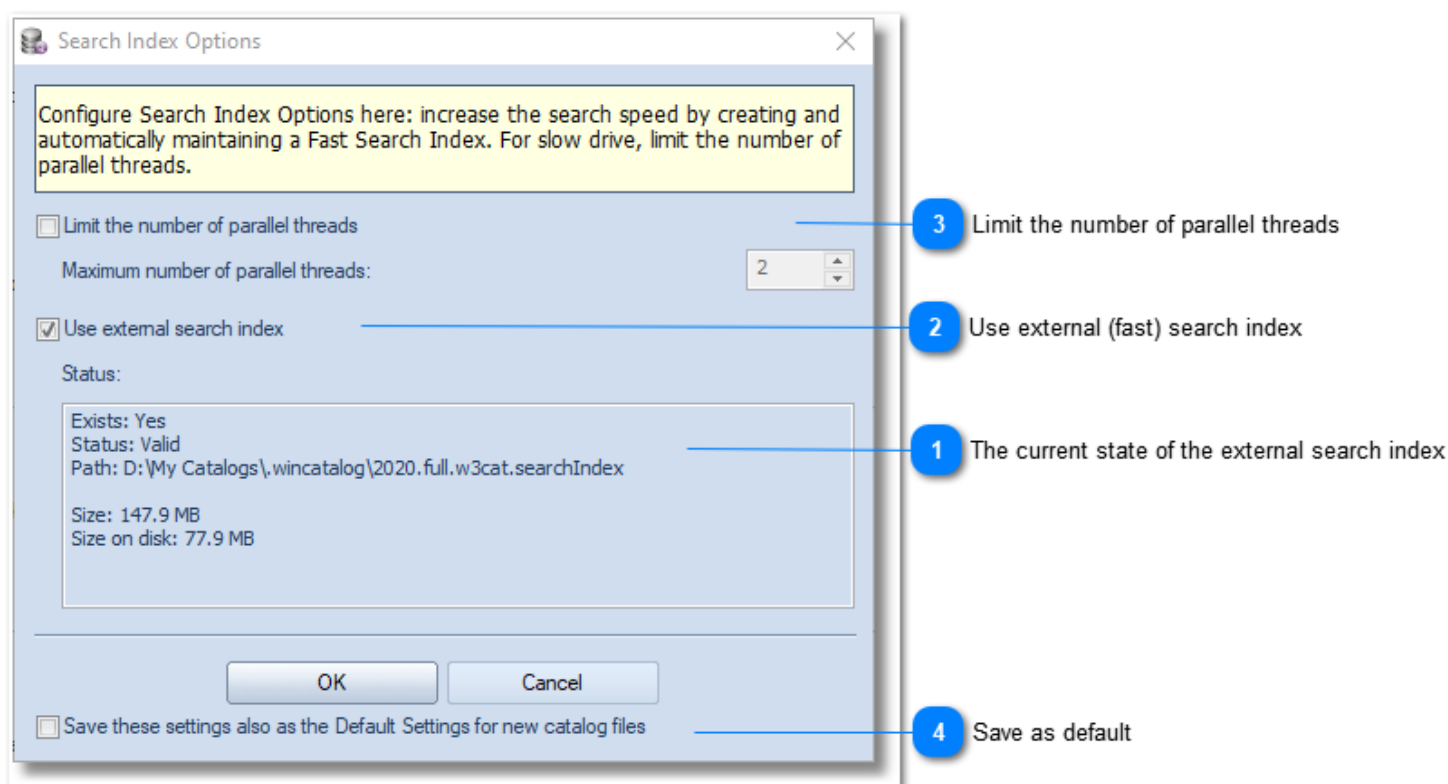 Search Index Options
Configure Search Index Options here: increase the search speed by creating and
automatically maintaining a Fast Search Index. For slow drive, limit the number of
parallel threads.
Limit the number of parallel threads
3 Limit the number of parallel threads
Maximum number of parallel threads:
2
Use external search index
2 Use external (fast) search index
Status:
Exists: Yes
Status: Valid
Path: D:\My Catalogs\.wincatalog\2020.full.w3cat.searchIndex
1 The current state of the external search index
Size: 147.9 MB
Size on disk: 77.9 MB
OK
Cancel
Save these settings also as the Default Settings for new catalog files
4 Save as default